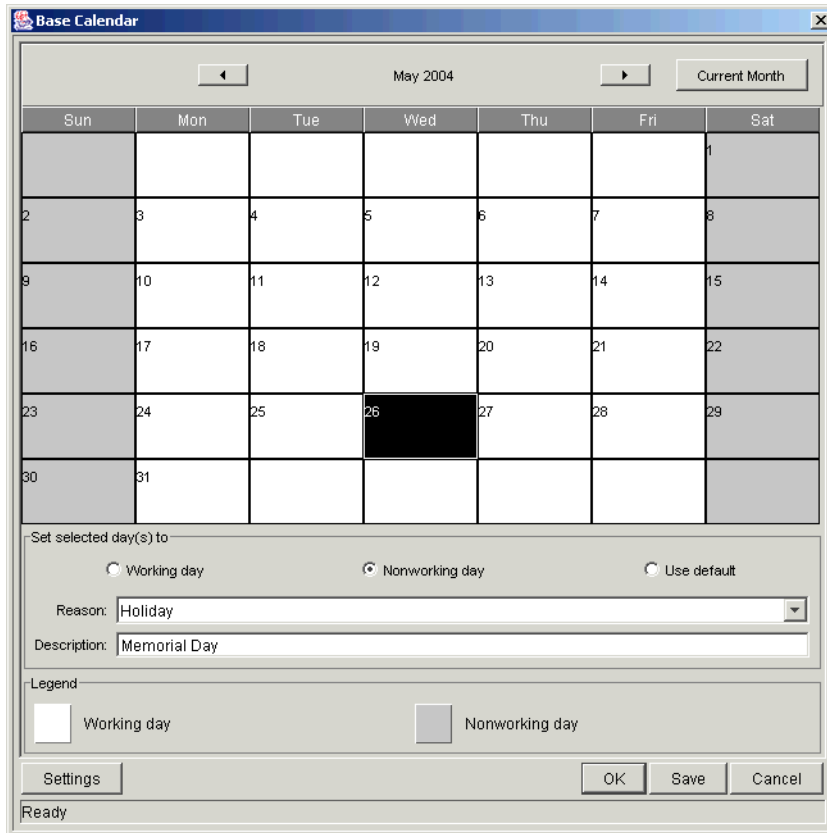 Base Calendar
May 2004 Current Month
Sun Mon Tue Wed Thu Fri Sat
1
2 3 4 5 6 7 8
9 10 11 12 13 14 15
16 17 18 19 20 21 22
23 24 25 26 27 28 29
30 31
Set selected day(s) to
Working day Nonworking day Use default
Reason: Holiday
Description: Memorial Day
Legend
Working day Nonworking day
Settings OK Save Cancel
Ready